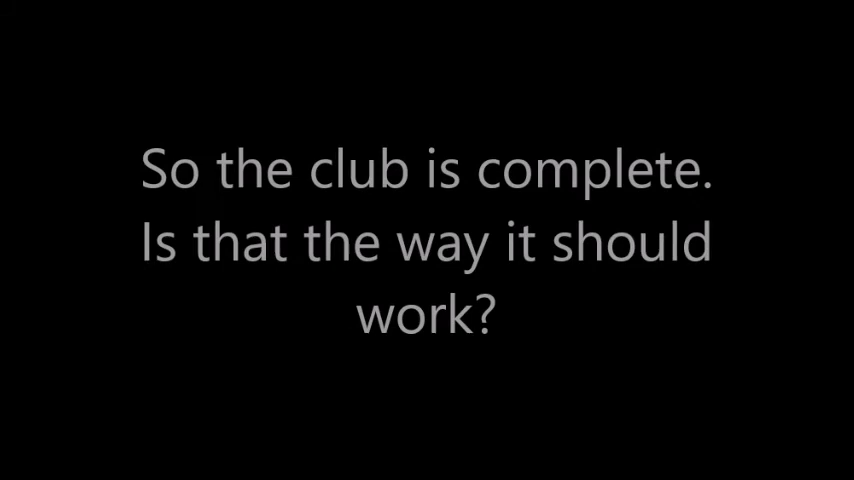 So the club is complete.
Is that the way it should
work?